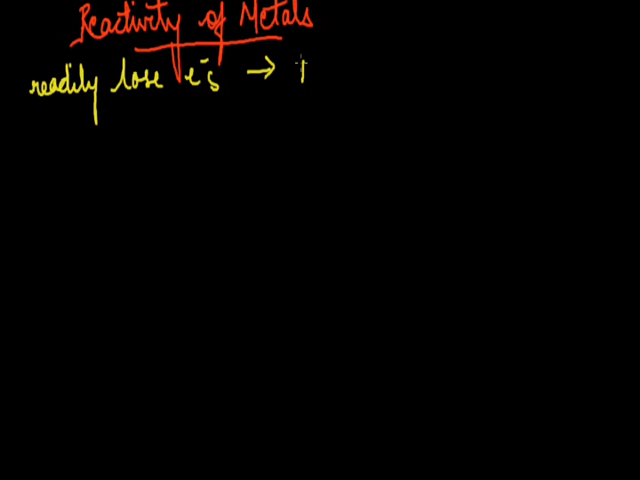 Reactivity of Metals
readily lose e⁻s →